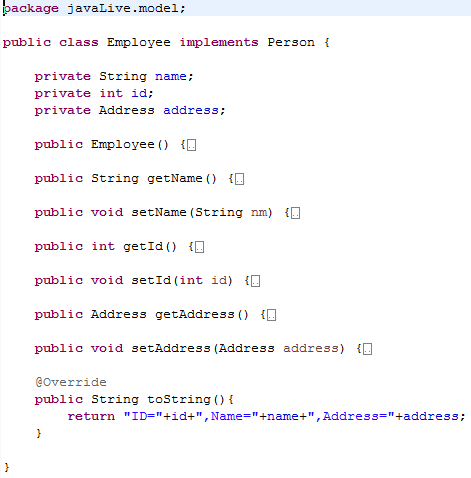 package javaLive.model;
public class Employee implements Person {
private String name;
private int id;
private Address address;
public Employee() {..
public String getName() {..
public void setName(String nm) {..
public int getId() {..
public void setId(int id) {..
public Address getAddress() {..
public void setAddress(Address address) {..
@Override
public String toString(){
return "ID="+id+",Name="+name+",Address="+address;
}
}